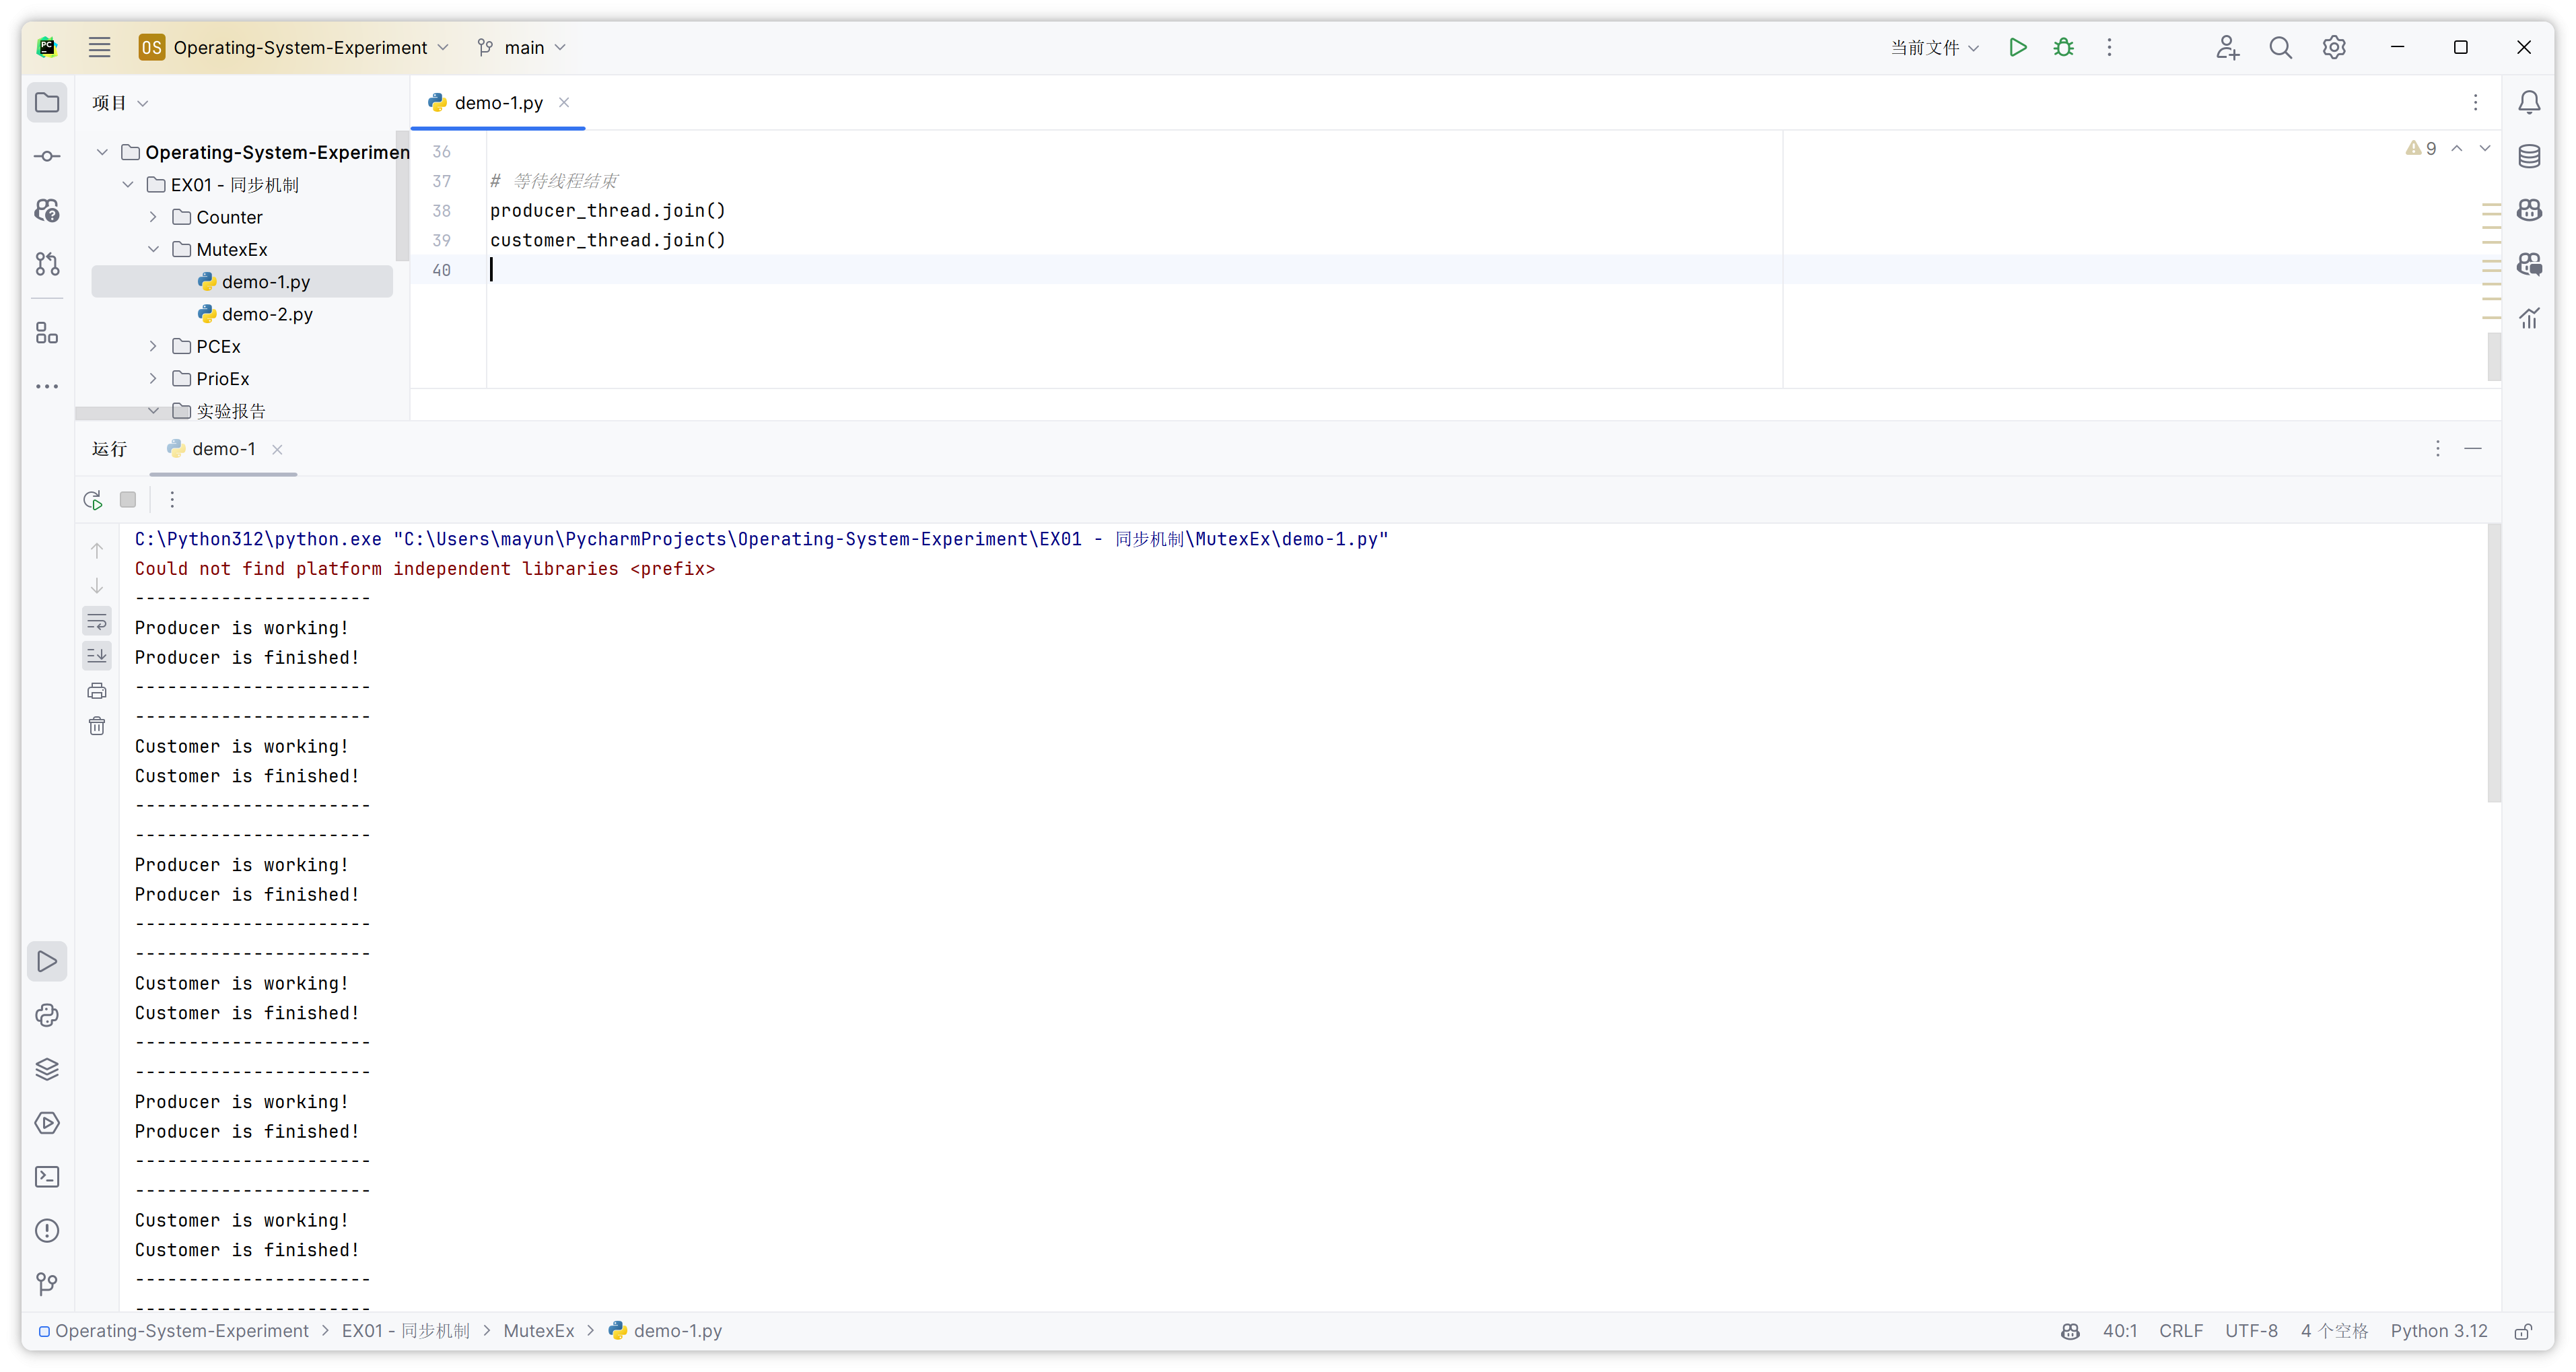 PC OS Operating-System-Experiment main 当前文件
项目
demo-1.py
Operating-System-Experimen
EX01 - 同步机制
Counter
MutexEx
demo-1.py
demo-2.py
PCEx
PrioEx
实验报告
36
37 # 等待线程结束
38 producer_thread.join()
39 customer_thread.join()
40
9
运行 demo-1
C:\Python312\python.exe "C:\Users\mayun\PycharmProjects\Operating-System-Experiment\EX01 - 同步机制\MutexEx\demo-1.py"
Could not find platform independent libraries <prefix>
----------------------
Producer is working!
Producer is finished!
----------------------
----------------------
Customer is working!
Customer is finished!
----------------------
----------------------
Producer is working!
Producer is finished!
----------------------
----------------------
Customer is working!
Customer is finished!
----------------------
----------------------
Producer is working!
Producer is finished!
----------------------
----------------------
Customer is working!
Customer is finished!
----------------------
----------------------
Operating-System-Experiment > EX01 - 同步机制 > MutexEx > demo-1.py 40:1 CRLF UTF-8 4 个空格 Python 3.12